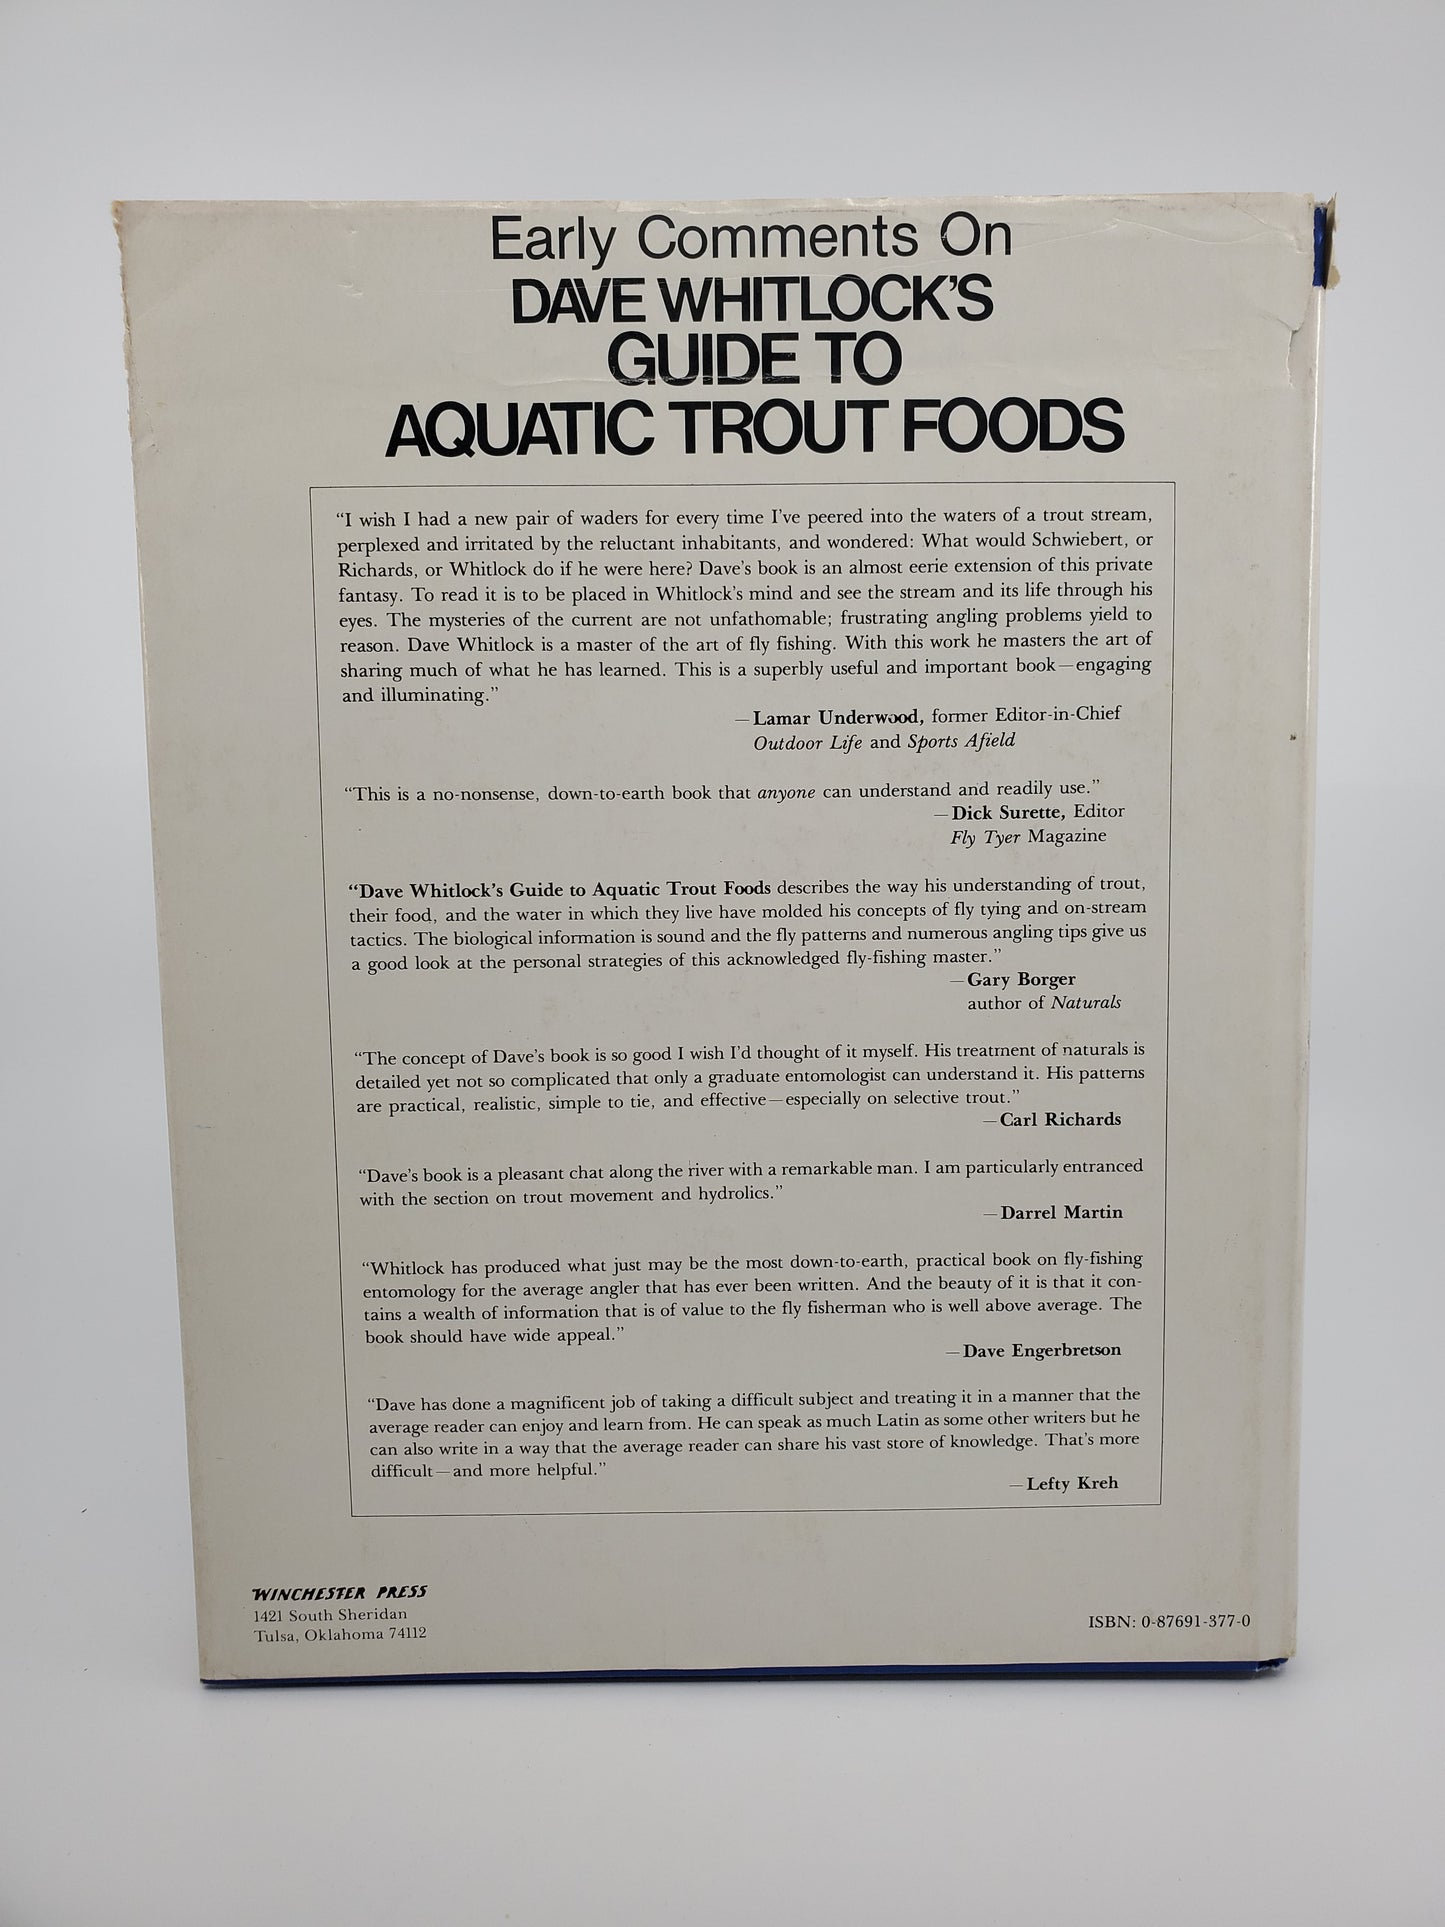 Early Comments On
DAVE WHITLOCK'S
GUIDE TO
AQUATIC TROUT FOODS
“I wish I had a new pair of waders for every time I've peered into the waters of a trout stream,
perplexed and irritated by the reluctant inhabitants, and wondered: What would Schwiebert, or
Richards, or Whitlock do if he were here? Dave's book is an almost eerie extension of this private
fantasy. To read it is to be placed in Whitlock's mind and see the stream and its life through his
eyes. The mysteries of the current are not unfathomable; frustrating angling problems yield to
reason. Dave Whitlock is a master of the art of fly fishing. With this work he masters the art of
sharing much of what he has learned. This is a superbly useful and important book—engaging
and illuminating.”
—Lamar Underwood, former Editor-in-Chief
Outdoor Life and Sports Afield
“This is a no-nonsense, down-to-earth book that anyone can understand and readily use.”
—Dick Surette, Editor
Fly Tyer Magazine
“Dave Whitlock's Guide to Aquatic Trout Foods describes the way his understanding of trout,
their food, and the water in which they live have molded his concepts of fly tying and on-stream
tactics. The biological information is sound and the fly patterns and numerous angling tips give us
a good look at the personal strategies of this acknowledged fly-fishing master.”
—Gary Borger
author of Naturals
“The concept of Dave's book is so good I wish I'd thought of it myself. His treatment of naturals is
detailed yet not so complicated that only a graduate entomologist can understand it. His patterns
are practical, realistic, simple to tie, and effective—especially on selective trout.”
—Carl Richards
“Dave's book is a pleasant chat along the river with a remarkable man. I am particularly entranced
with the section on trout movement and hydrolics.”
—Darrel Martin
“Whitlock has produced what just may be the most down-to-earth, practical book on fly-fishing
entomology for the average angler that has ever been written. And the beauty of it is that it con-
tains a wealth of information that is of value to the fly fisherman who is well above average. The
book should have wide appeal.”
—Dave Engerbretson
“Dave has done a magnificent job of taking a difficult subject and treating it in a manner that the
average reader can enjoy and learn from. He can speak as much Latin as some other writers but he
can also write in a way that the average reader can share his vast store of knowledge. That's more
difficult—and more helpful.”
—Lefty Kreh
WINCHESTER PRESS
1421 South Sheridan
Tulsa, Oklahoma 74112
ISBN: 0-87691-377-0